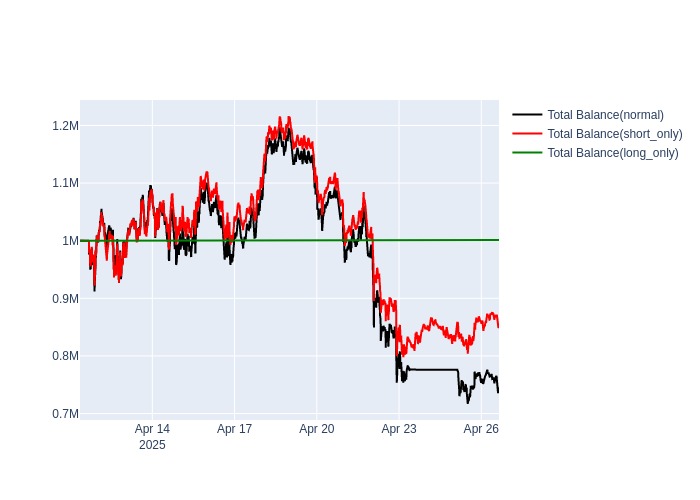 Total Balance(normal)
Total Balance(short_only)
Total Balance(long_only)
1.2M
1.1M
1M
0.9M
0.8M
0.7M
Apr 14
2025
Apr 17
Apr 20
Apr 23
Apr 26